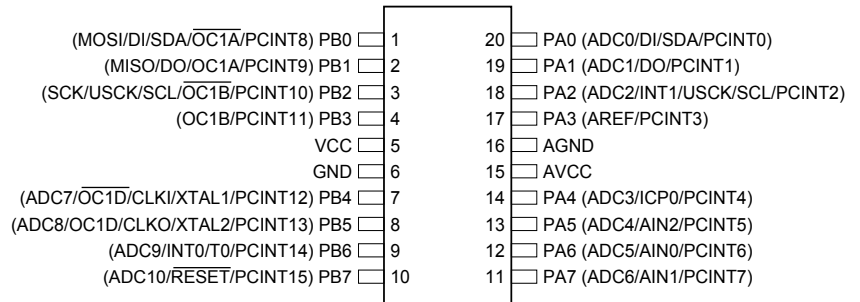 (MOSI/DI/SDA/OC1A/PCINT8) PB0 1 20 PA0 (ADC0/DI/SDA/PCINT0)
(MISO/DO/OC1A/PCINT9) PB1 2 19 PA1 (ADC1/DO/PCINT1)
(SCK/USCK/SCL/OC1B/PCINT10) PB2 3 18 PA2 (ADC2/INT1/USCK/SCL/PCINT2)
(OC1B/PCINT11) PB3 4 17 PA3 (AREF/PCINT3)
VCC 5 16 AGND
GND 6 15 AVCC
(ADC7/OC1D/CLKI/XTAL1/PCINT12) PB4 7 14 PA4 (ADC3/ICP0/PCINT4)
(ADC8/OC1D/CLKO/XTAL2/PCINT13) PB5 8 13 PA5 (ADC4/AIN2/PCINT5)
(ADC9/INT0/T0/PCINT14) PB6 9 12 PA6 (ADC5/AIN0/PCINT6)
(ADC10/RESET/PCINT15) PB7 10 11 PA7 (ADC6/AIN1/PCINT7)